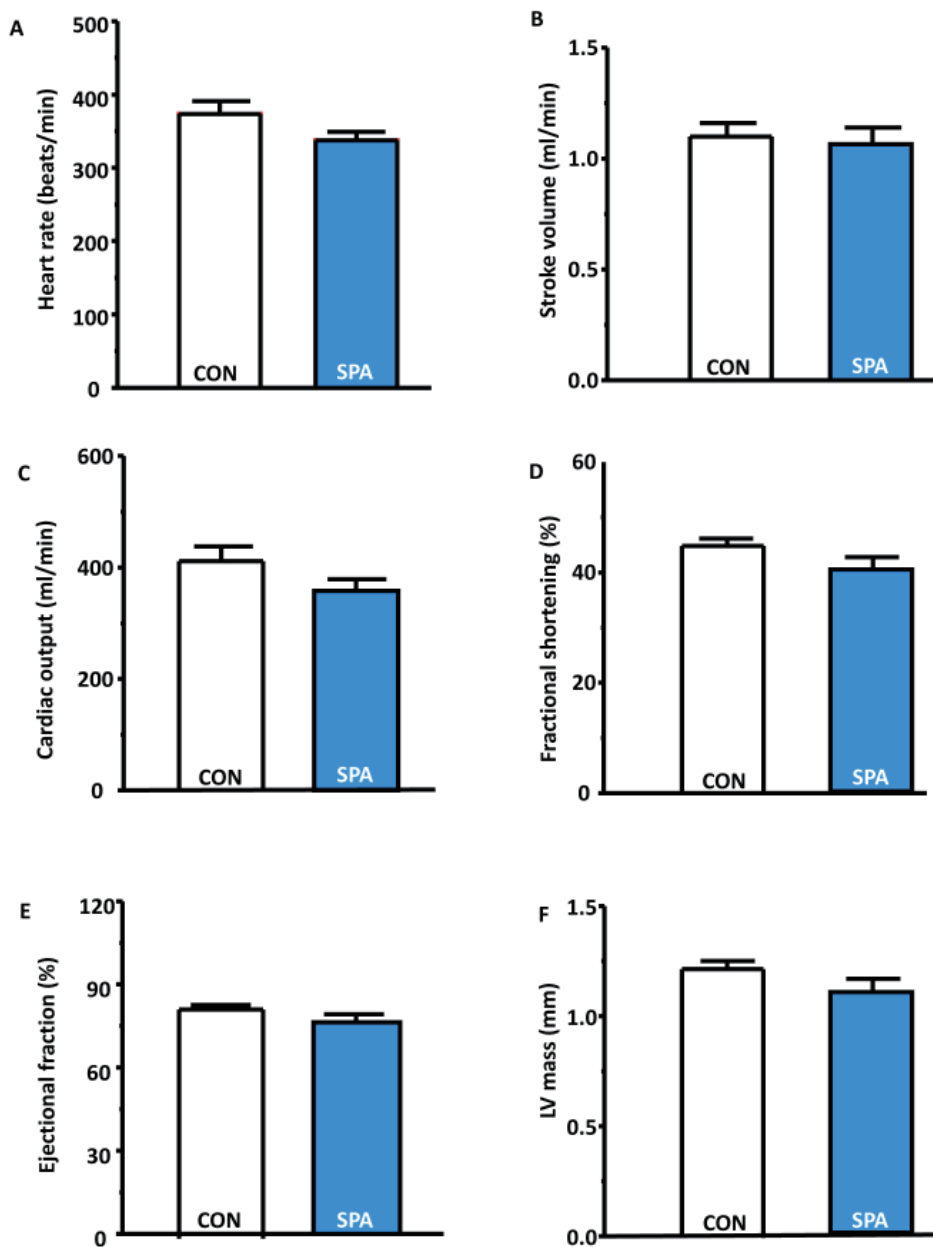 A
Heart rate (beats/min)
500
400
300
200
100
0
CON
SPA
B
Stroke volume (ml/min)
1.5
1.0
0.5
0.0
CON
SPA
C
Cardiac output (ml/min)
600
400
200
0
CON
SPA
D
Fractional shortening (%)
60
40
20
0
CON
SPA
E
Ejectional fraction (%)
120
90
60
30
0
CON
SPA
F
LV mass (mm)
1.5
1.0
0.5
0.0
CON
SPA